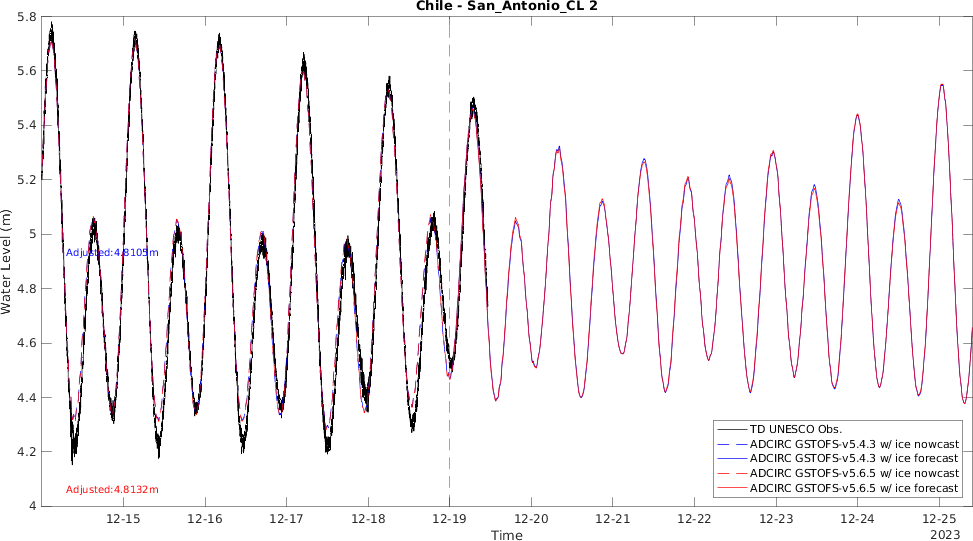 Chile - San_Antonio_CL 2
Water Level (m)
5.8
5.6
5.4
5.2
5
4.8
4.6
4.4
4.2
4
Adjusted:4.8105m
Adjusted:4.8132m
TD UNESCO Obs.
ADCIRC GSTOFS-v5.4.3 w/ ice nowcast
ADCIRC GSTOFS-v5.4.3 w/ ice forecast
ADCIRC GSTOFS-v5.6.5 w/ ice nowcast
ADCIRC GSTOFS-v5.6.5 w/ ice forecast
12-15 12-16 12-17 12-18 12-19 12-20 12-21 12-22 12-23 12-24 12-25
Time
2023